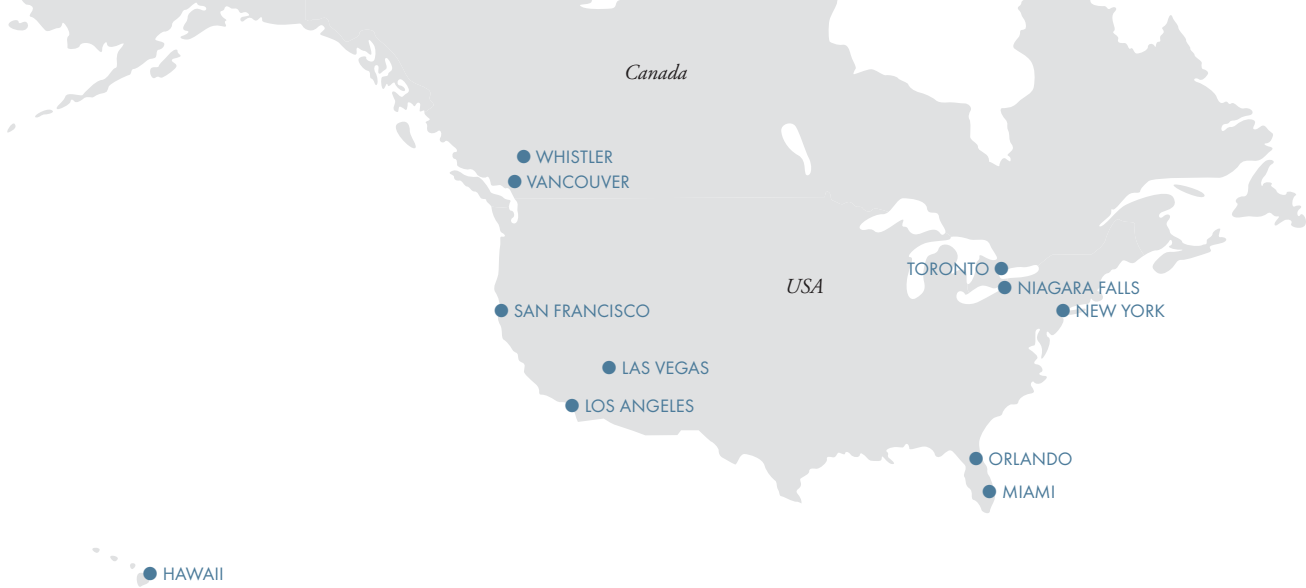 Canada
WHISTLER
VANCOUVER
TORONTO
USA
NIAGARA FALLS
SAN FRANCISCO
NEW YORK
LAS VEGAS
LOS ANGELES
ORLANDO
MIAMI
HAWAII